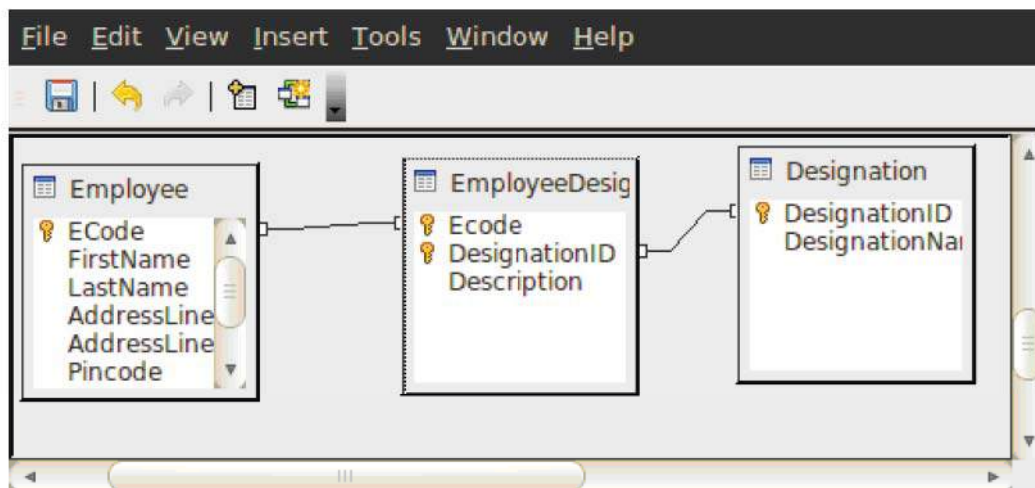 File Edit View Insert Tools Window Help
Employee
ECode
FirstName
LastName
AddressLine
AddressLine
Pincode
EmployeeDesig
Ecode
DesignationID
Description
Designation
DesignationID
DesignationNa